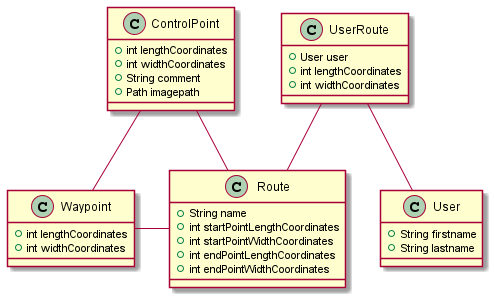 C ControlPoint
int lengthCoordinates
int widthCoordinates
String comment
Path imagepath
C UserRoute
User user
int lengthCoordinates
int widthCoordinates
C Waypoint
int lengthCoordinates
int widthCoordinates
C Route
String name
int startPointLengthCoordinates
int startPointWidthCoordinates
int endPointLengthCoordinates
int endPointWidthCoordinates
C User
String firstname
String lastname